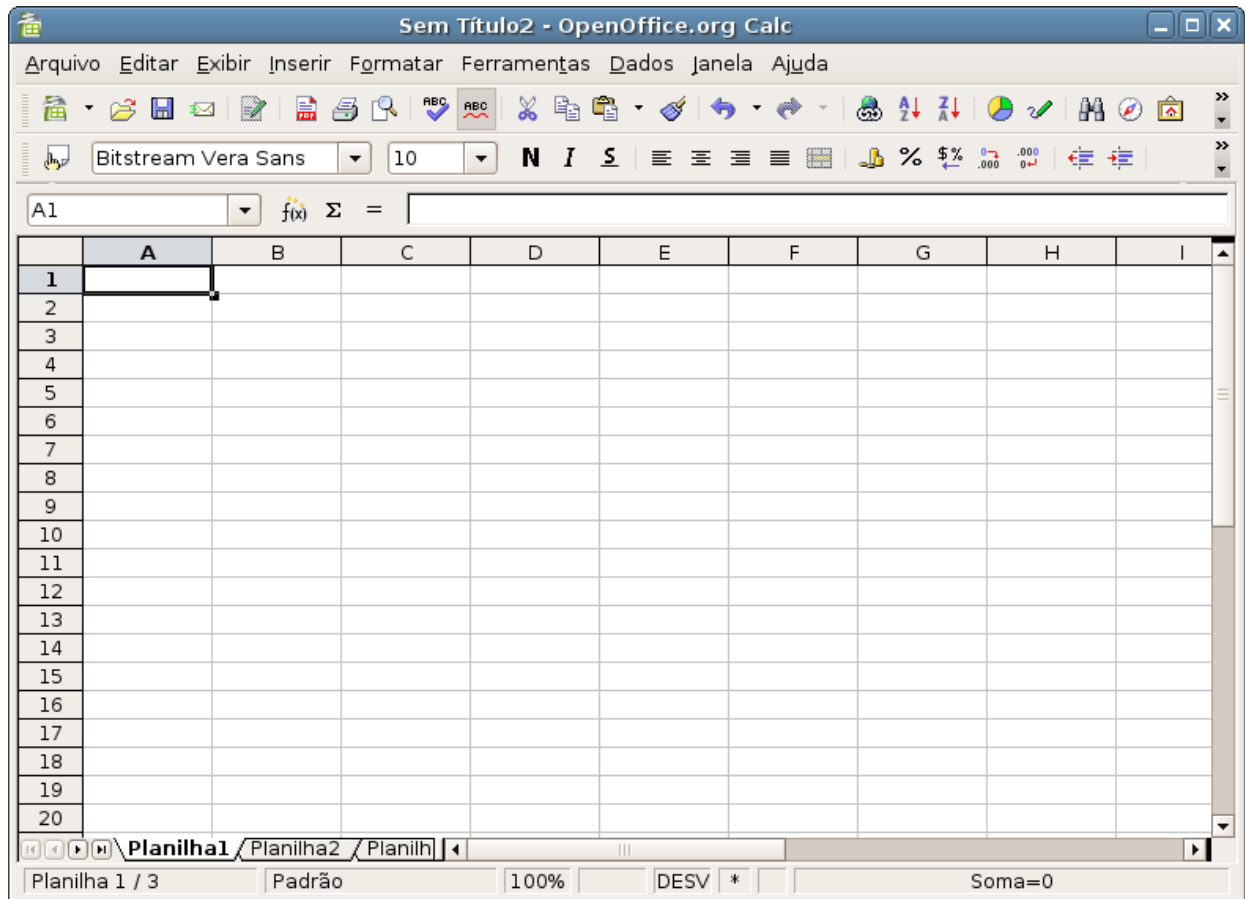 Sem Título2 - OpenOffice.org Calc
Arquivo Editar Exibir Inserir Formatar Ferramentas Dados Janela Ajuda
Bitstream Vera Sans 10 N I S
A1 f(x) Σ =
A B C D E F G H I
1
2
3
4
5
6
7
8
9
10
11
12
13
14
15
16
17
18
19
20
Planilha1 Planilha2 Planilh
Planilha 1 / 3 Padrão 100% DESV * Soma=0